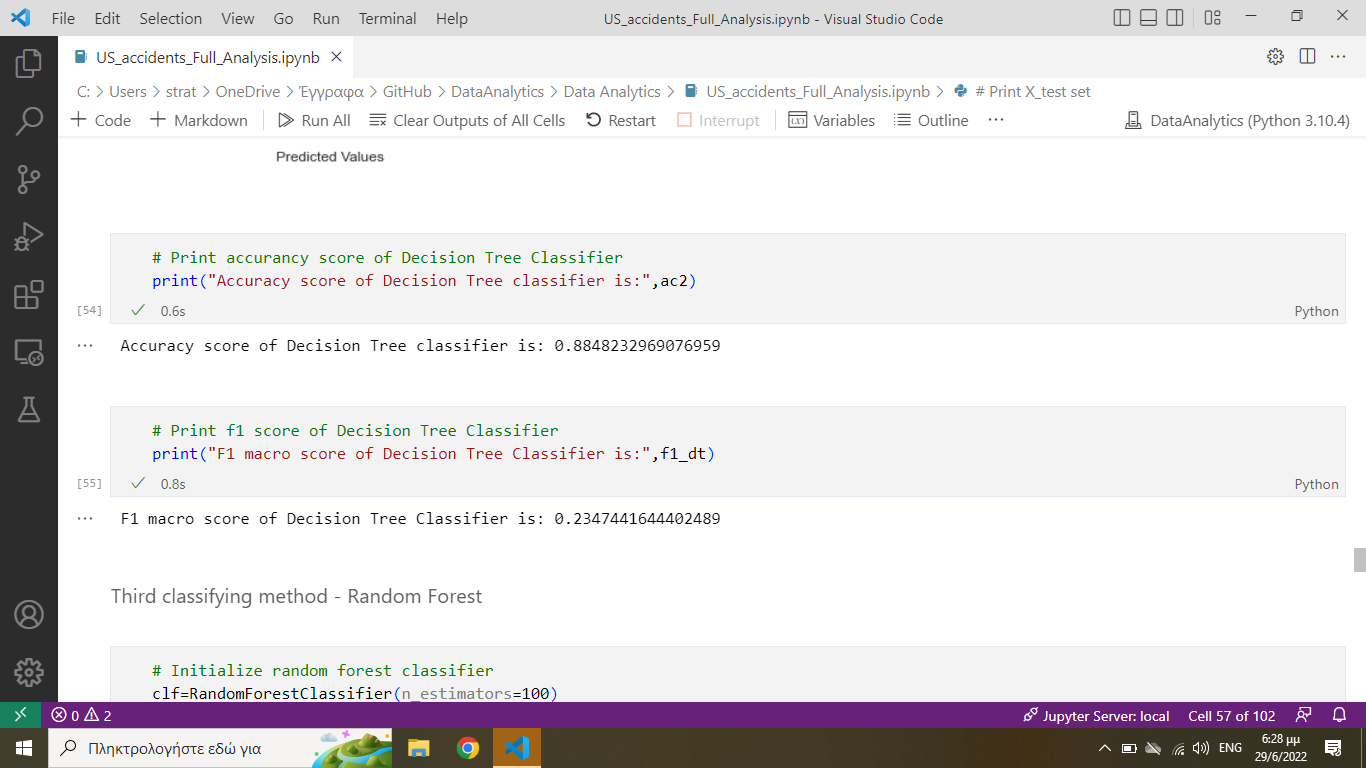 File Edit Selection View Go Run Terminal Help US_accidents_Full_Analysis.ipynb - Visual Studio Code
US_accidents_Full_Analysis.ipynb
C: > Users > strat > OneDrive > Έγγραφα > GitHub > DataAnalytics > Data Analytics > US_accidents_Full_Analysis.ipynb > # Print X_test set
+ Code + Markdown Run All Clear Outputs of All Cells Restart Interrupt Variables Outline ... DataAnalytics (Python 3.10.4)
Predicted Values
# Print accurancy score of Decision Tree Classifier
print("Accuracy score of Decision Tree classifier is:",ac2)
[54] 0.6s Python
Accuracy score of Decision Tree classifier is: 0.8848232969076959
# Print f1 score of Decision Tree Classifier
print("F1 macro score of Decision Tree Classifier is:",f1_dt)
[55] 0.8s Python
F1 macro score of Decision Tree Classifier is: 0.2347441644402489
Third classifying method - Random Forest
# Initialize random forest classifier
clf=RandomForestClassifier(n_estimators=100)
0 2 Jupyter Server: local Cell 57 of 102
Πληκτρολογήστε εδώ για ENG 6:28 μμ
29/6/2022